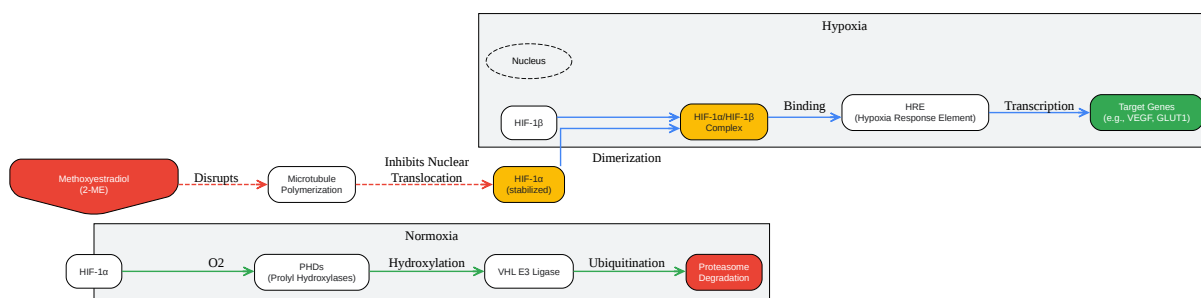 Hypoxia
Nucleus
HIF-1β
HIF-1α/HIF-1β
Complex
Binding
HRE
(Hypoxia Response Element)
Transcription
Target Genes
(e.g., VEGF, GLUT1)
Dimerization
Methoxyestradiol
(2-ME)
Disrupts
Microtubule
Polymerization
Inhibits Nuclear
Translocation
HIF-1α
(stabilized)
Normoxia
HIF-1α
O2
PHDs
(Prolyl Hydroxylases)
Hydroxylation
VHL E3 Ligase
Ubiquitination
Proteasome
Degradation